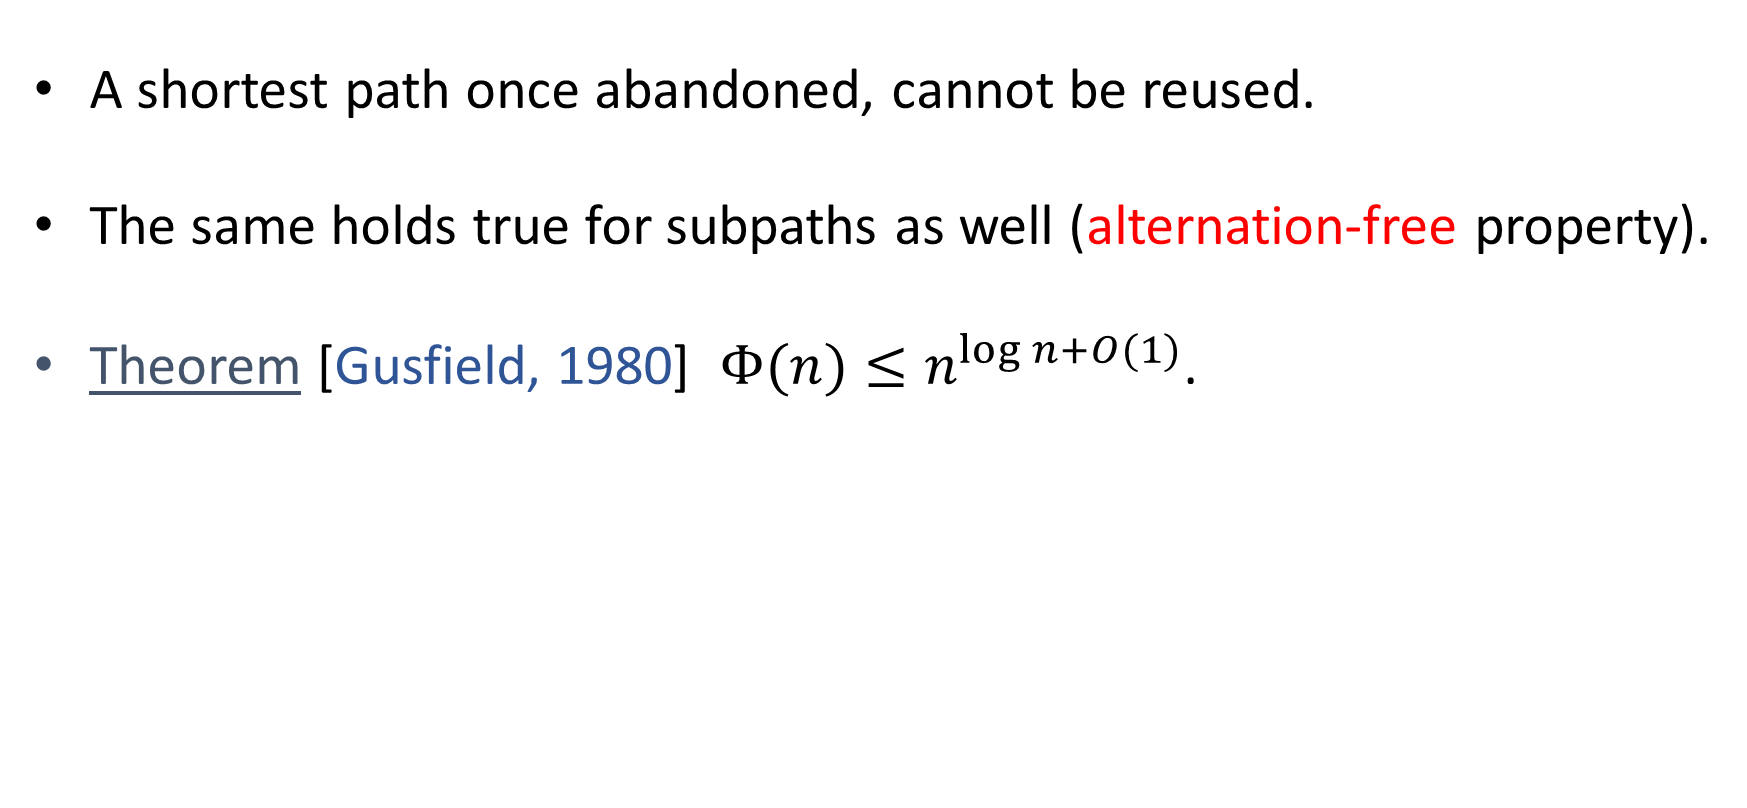 • A shortest path once abandoned, cannot be reused.
• The same holds true for subpaths as well (alternation-free property).
• Theorem [Gusfield, 1980] Φ(n) ≤ n^{log n+O(1)}.